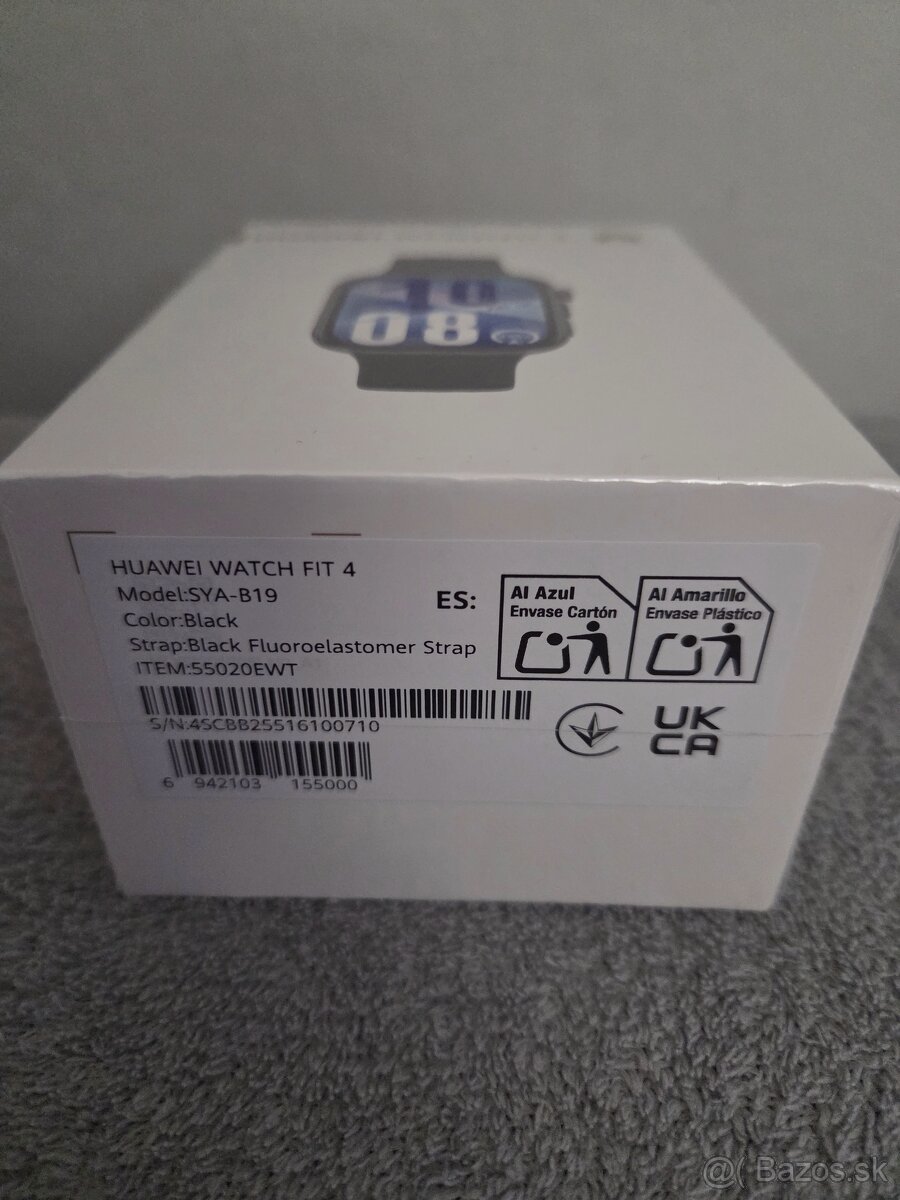 08
HUAWEI WATCH FIT 4
Model:SYA-B19
Color:Black
Strap:Black Fluoroelastomer Strap
ITEM:55020EWT
S/N:4SCBB25516100710
6 942103 155000
ES:
Al Azul
Envase Cartón
Al Amarillo
Envase Plástico
UK
CA
@( Bazos.sk